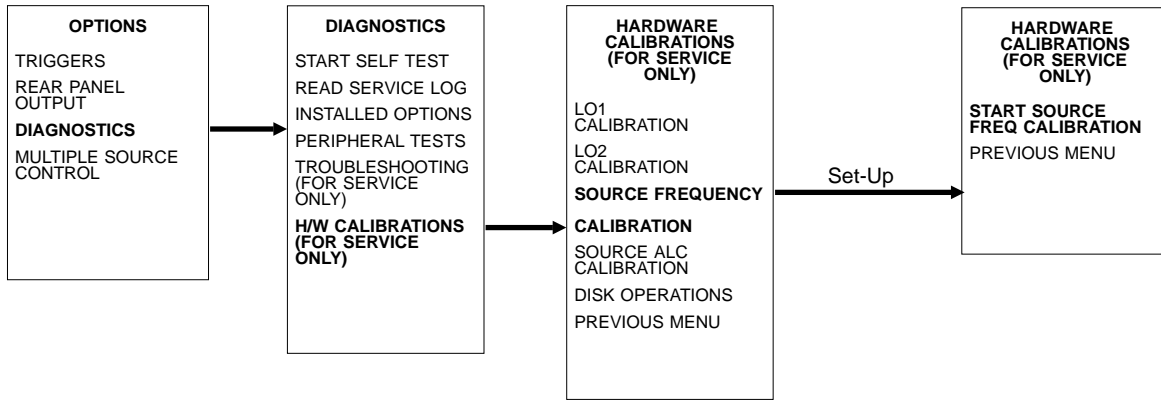 OPTIONS
TRIGGERS
REAR PANEL
OUTPUT
DIAGNOSTICS
MULTIPLE SOURCE
CONTROL
DIAGNOSTICS
START SELF TEST
READ SERVICE LOG
INSTALLED OPTIONS
PERIPHERAL TESTS
TROUBLESHOOTING
(FOR SERVICE
ONLY)
H/W CALIBRATIONS
(FOR SERVICE
ONLY)
HARDWARE
CALIBRATIONS
(FOR SERVICE
ONLY)
LO1
CALIBRATION
LO2
CALIBRATION
SOURCE FREQUENCY
CALIBRATION
SOURCE ALC
CALIBRATION
DISK OPERATIONS
PREVIOUS MENU
Set-Up
HARDWARE
CALIBRATIONS
(FOR SERVICE
ONLY)
START SOURCE
FREQ CALIBRATION
PREVIOUS MENU